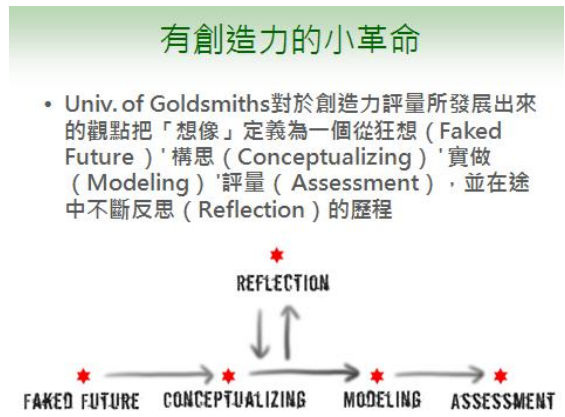 有創造力的小革命
• Univ. of Goldsmiths對於創造力評量所發展出來
的觀點把「想像」定義為一個從狂想（Faked
Future ）'構思（Conceptualizing）'實做
（Modeling）'評量（ Assessment），並在途
中不斷反思（Reflection）的歷程
REFLECTION
FAKED FUTURE CONCEPTUALIZING MODELING ASSESSMENT